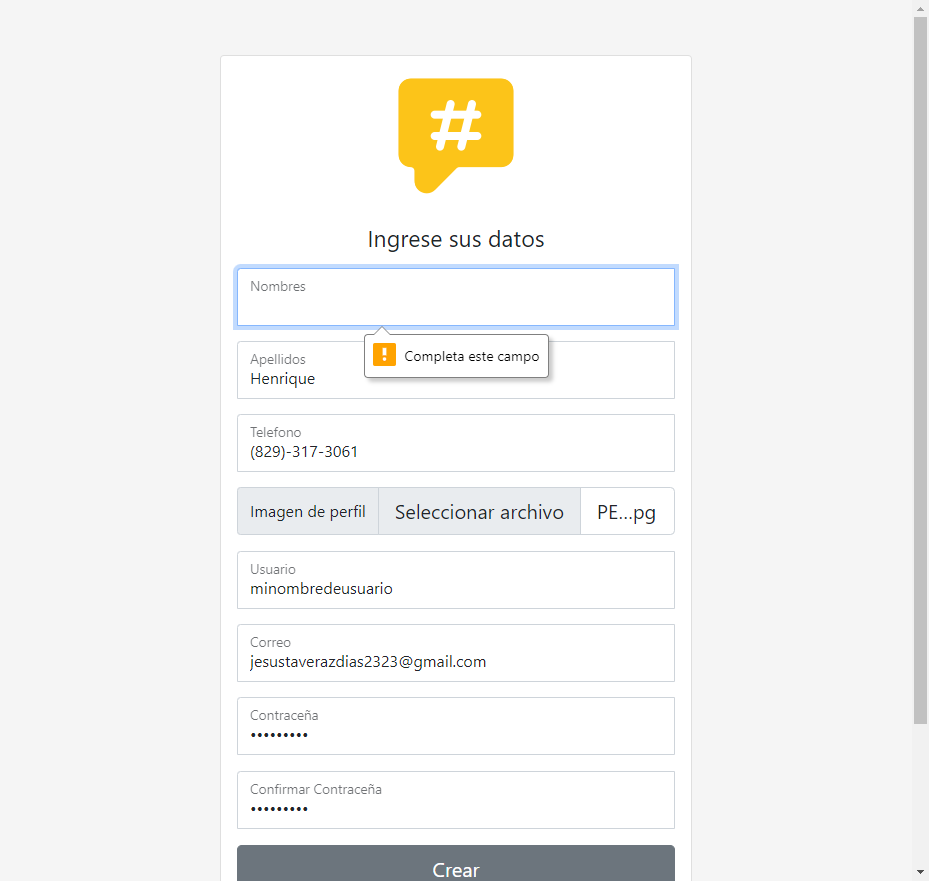 #
Ingrese sus datos
Nombres
Completa este campo
Apellidos
Henrique
Telefono
(829)-317-3061
Imagen de perfil Seleccionar archivo PE...pg
Usuario
minombredeusuario
Correo
jesustaverazdias2323@gmail.com
Contraceña
•••••••••
Confirmar Contraceña
•••••••••
Crear